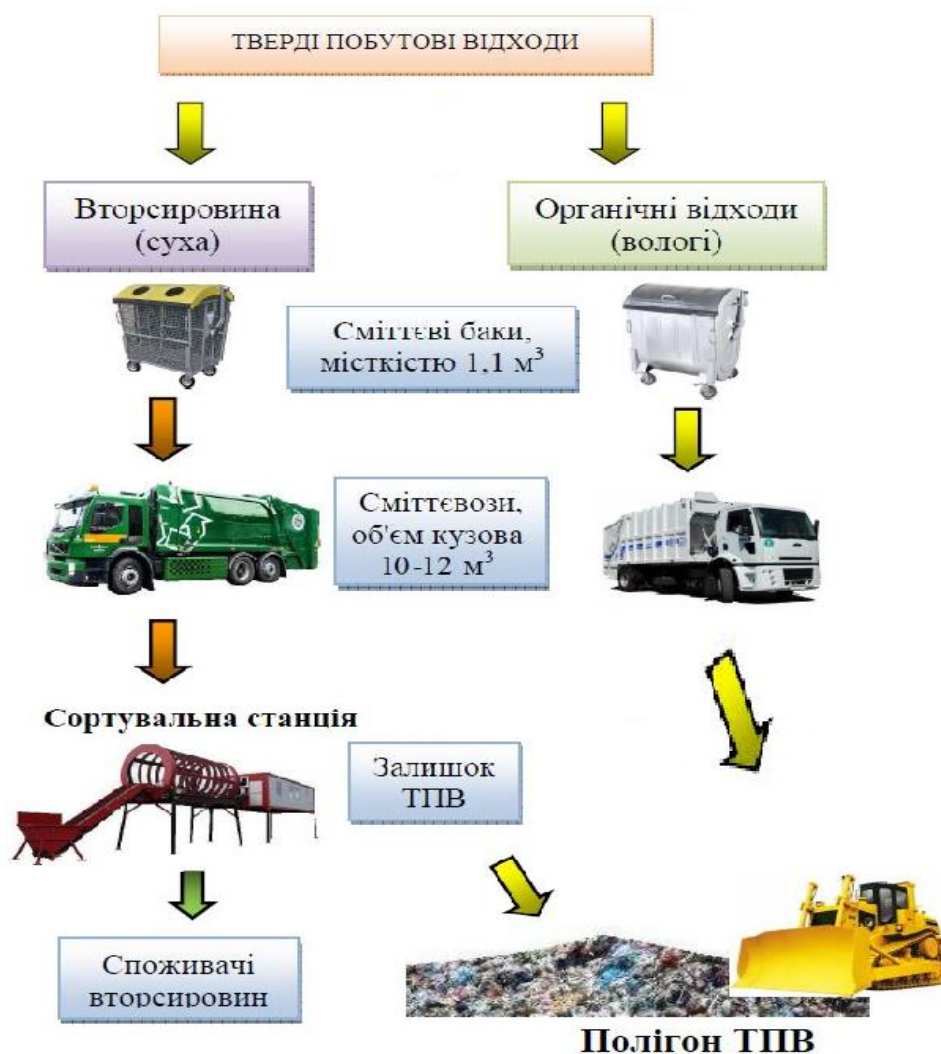 ТВЕРДІ ПОБУТОВІ ВІДХОДИ
Вторсировина
(суха)
Органічні відходи
(вологі)
Сміттєві баки,
місткістю 1,1 м³
Сміттєвози,
об'єм кузова
10-12 м³
Сортувальна станція
Залишок
ТПВ
Споживачі
вторсировин
Полігон ТПВ